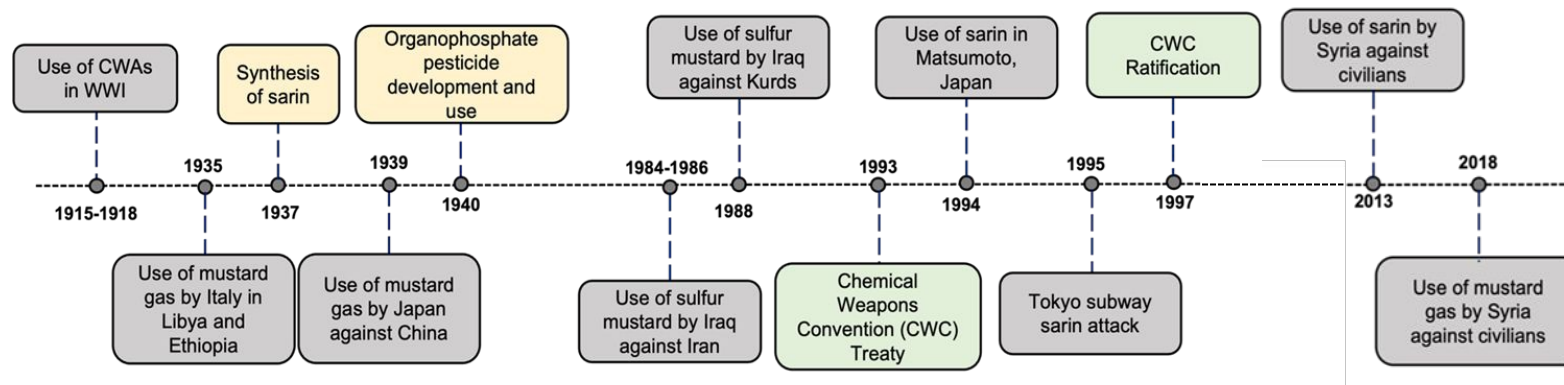 Use of CWAs
in WWI
1915-1918
1935
Use of mustard
gas by Italy in
Libya and
Ethiopia
Synthesis
of sarin
1937
1939
Use of mustard
gas by Japan
against China
Organophosphate
pesticide
development and
use
1940
1984-1986
Use of sulfur
mustard by Iraq
against Iran
Use of sulfur
mustard by Iraq
against Kurds
1988
1993
Chemical
Weapons
Convention (CWC)
Treaty
Use of sarin in
Matsumoto,
Japan
1994
1995
Tokyo subway
sarin attack
CWC
Ratification
1997
Use of sarin by
Syria against
civilians
2013
2018
Use of mustard
gas by Syria
against civilians